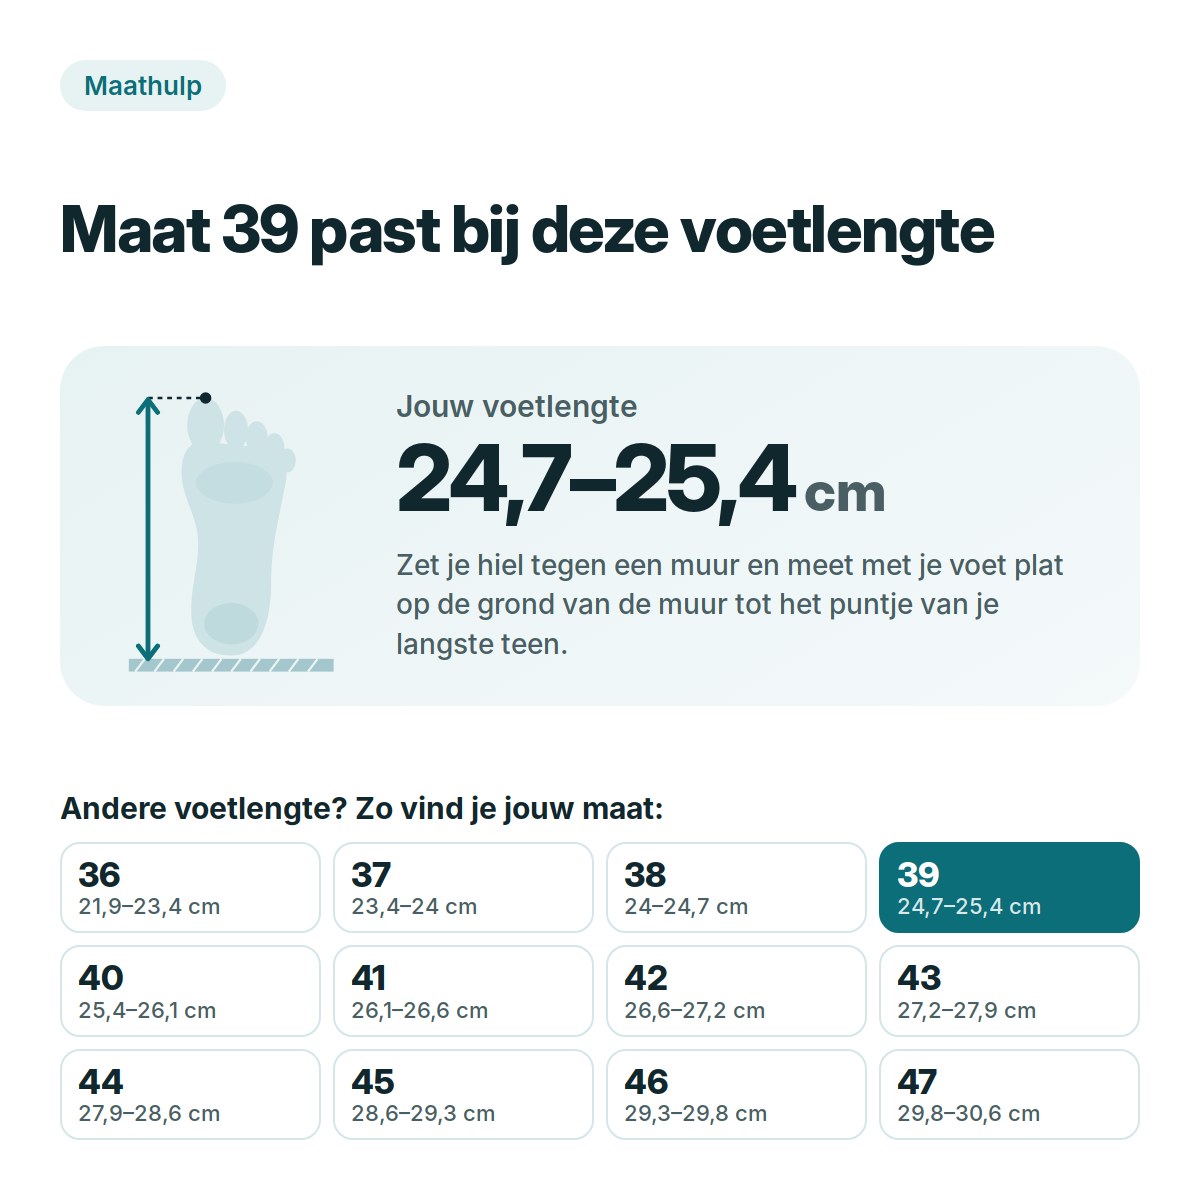 Maathulp
Maat 39 past bij deze voetlengte
Jouw voetlengte
24,7–25,4 cm
Zet je hiel tegen een muur en meet met je voet plat
op de grond van de muur tot het puntje van je
langste teen.
Andere voetlengte? Zo vind je jouw maat:
36
21,9–23,4 cm
37
23,4–24 cm
38
24–24,7 cm
39
24,7–25,4 cm
40
25,4–26,1 cm
41
26,1–26,6 cm
42
26,6–27,2 cm
43
27,2–27,9 cm
44
27,9–28,6 cm
45
28,6–29,3 cm
46
29,3–29,8 cm
47
29,8–30,6 cm